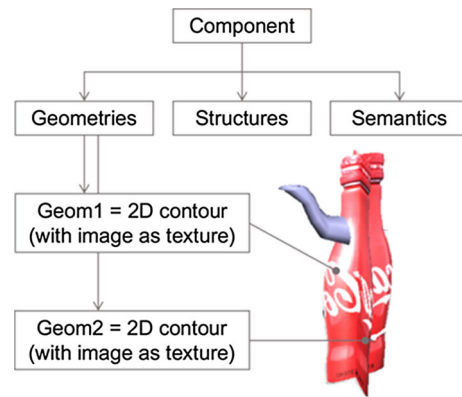 Component
Geometries
Structures
Semantics
Geom1 = 2D contour
(with image as texture)
Geom2 = 2D contour
(with image as texture)